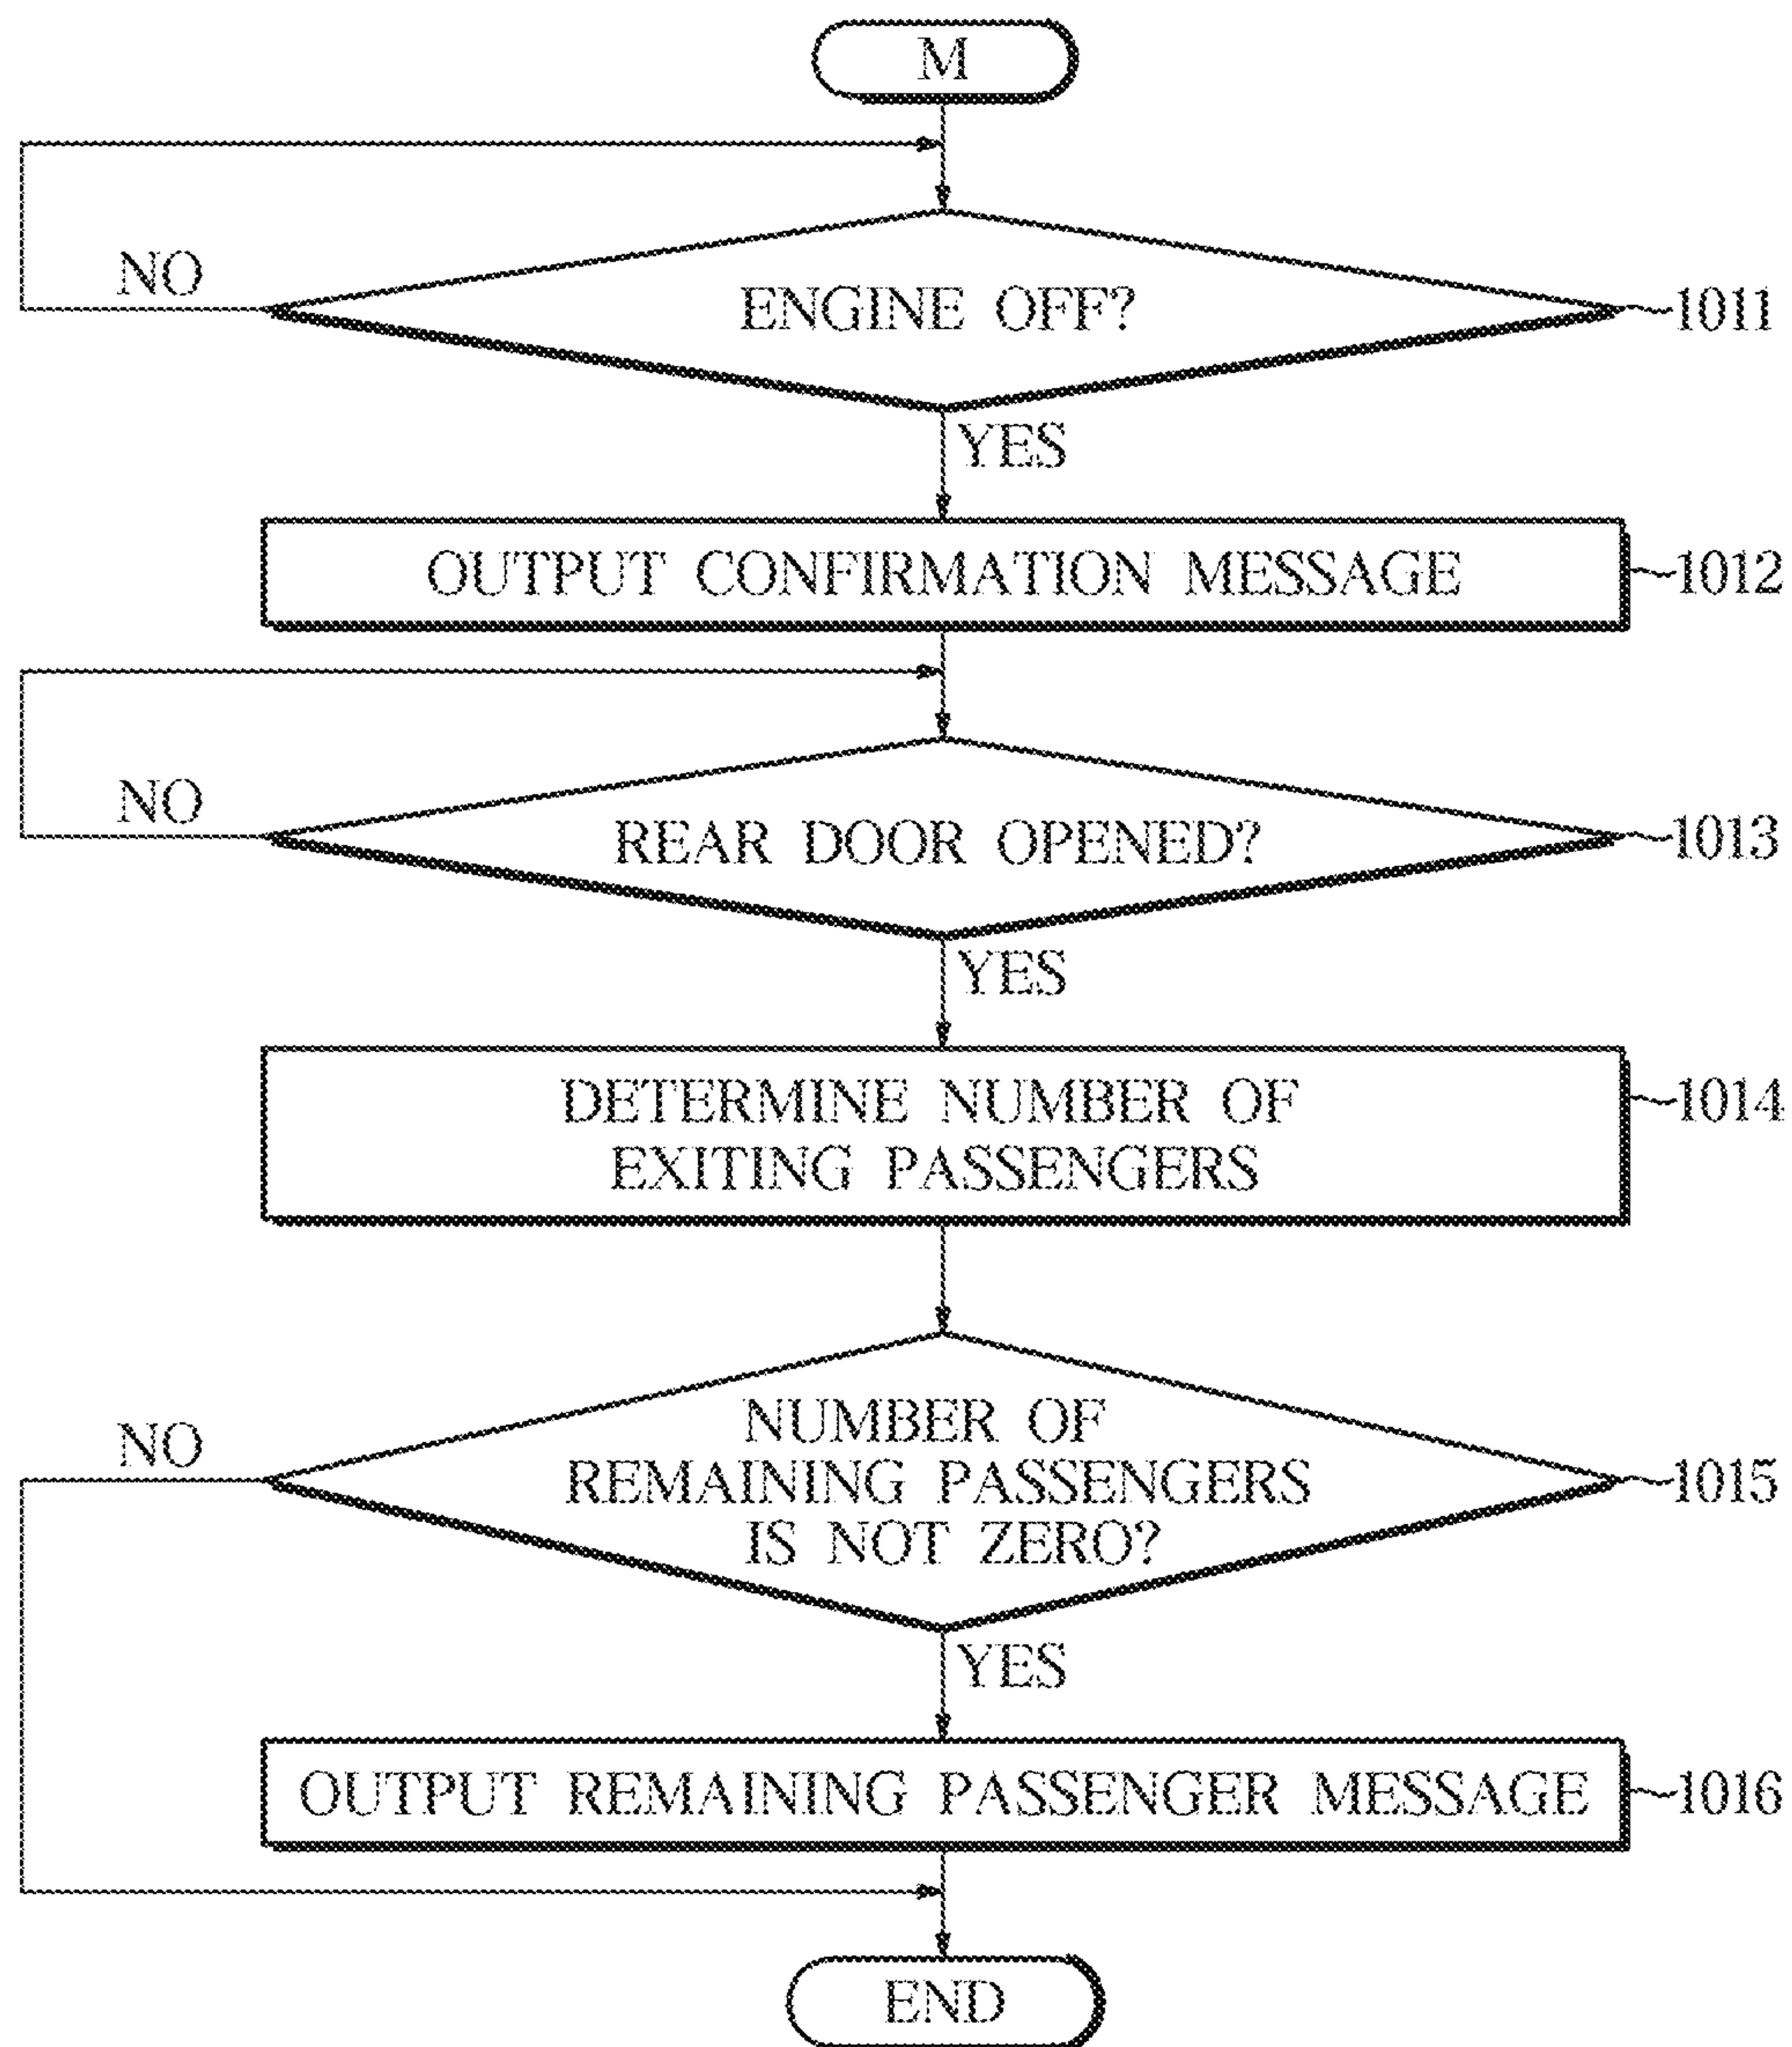 M
NO
ENGINE OFF?
1011
YES
OUTPUT CONFIRMATION MESSAGE
1012
NO
REAR DOOR OPENED?
1013
YES
DETERMINE NUMBER OF
EXITING PASSENGERS
1014
NO
NUMBER OF
REMAINING PASSENGERS
IS NOT ZERO?
1015
YES
OUTPUT REMAINING PASSENGER MESSAGE
1016
END